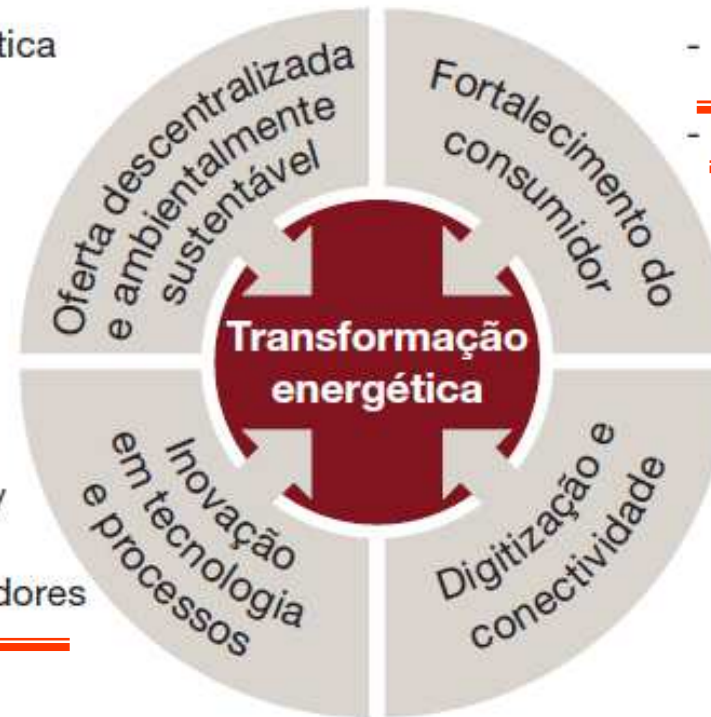 tica
Oferta descentralizada
e ambientalmente
sustentável
Fortalecimento do
consumidor
-
-
Transformação
energética
Inovação
em tecnologia
e processos
Digitização e
conectividade
dores